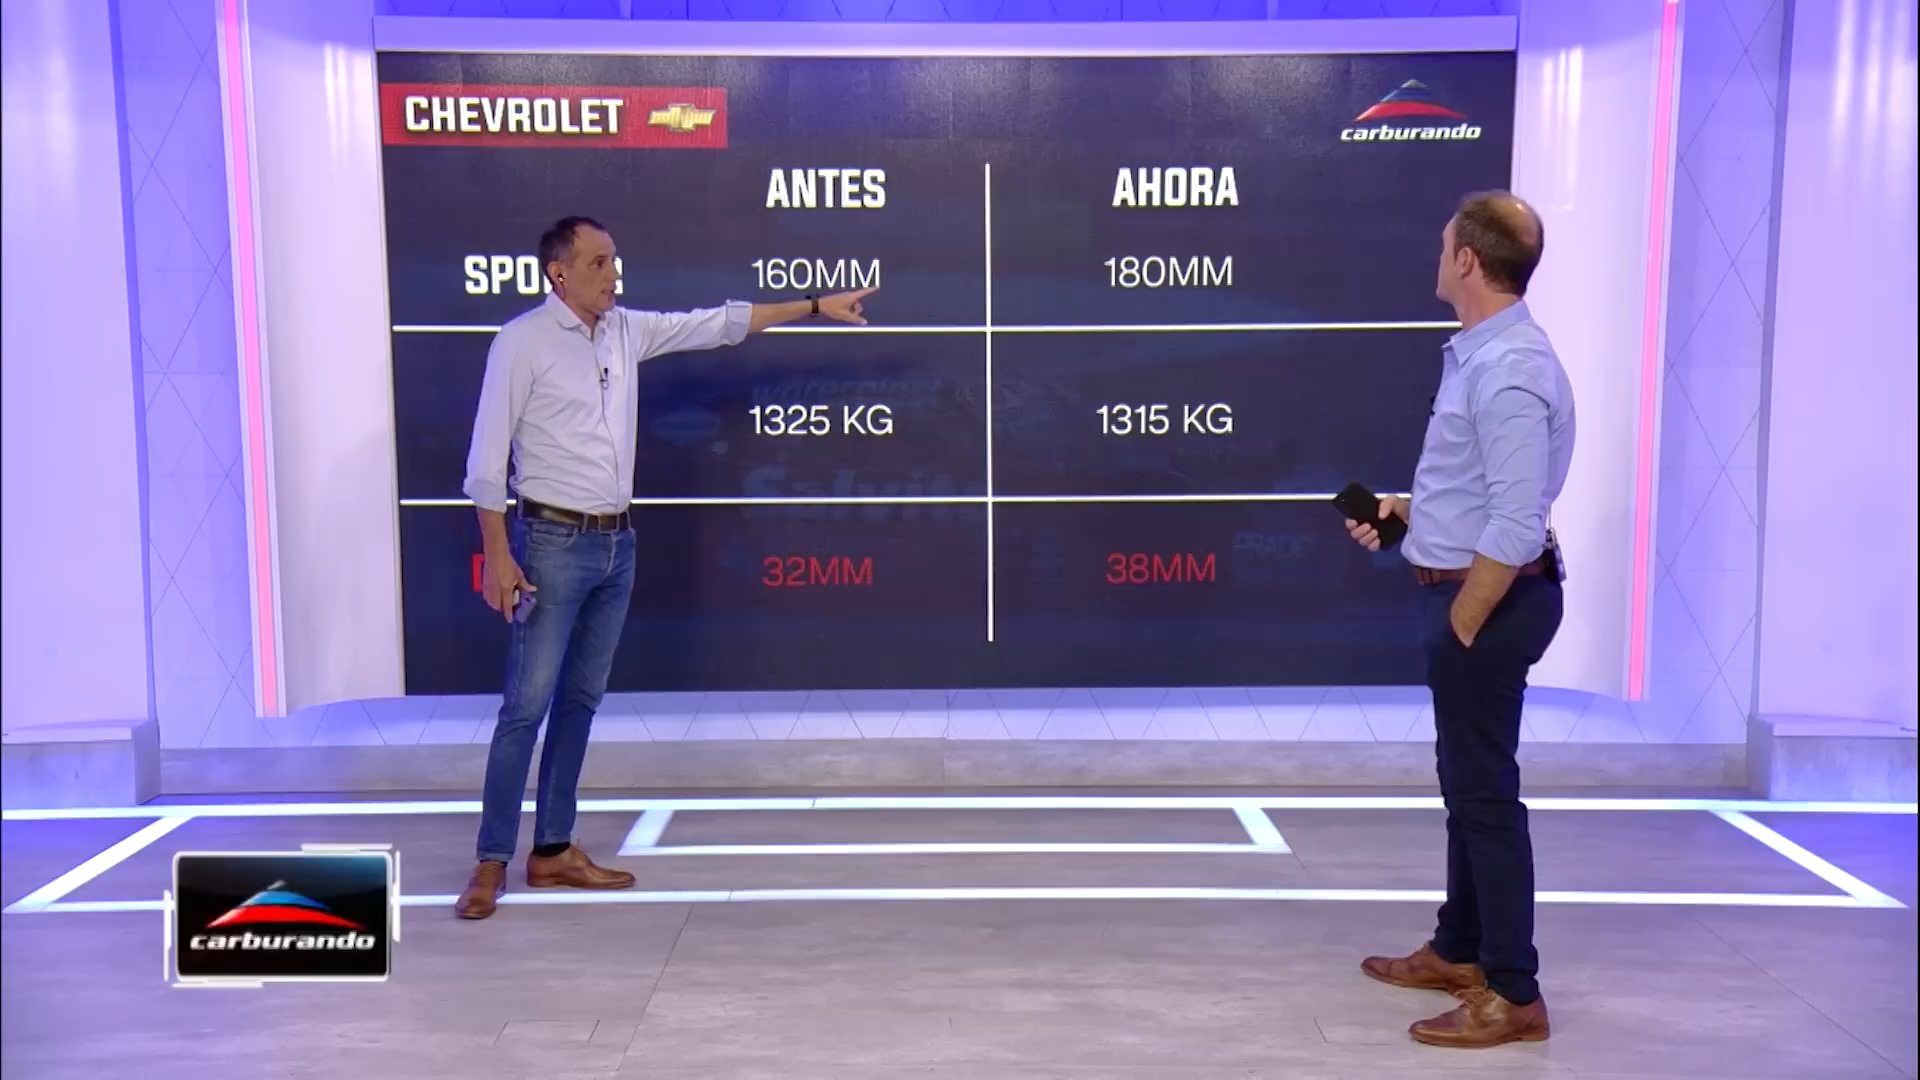 CHEVROLET
carburando
ANTES AHORA
160MM 180MM
1325 KG 1315 KG
32MM 38MM
carburando